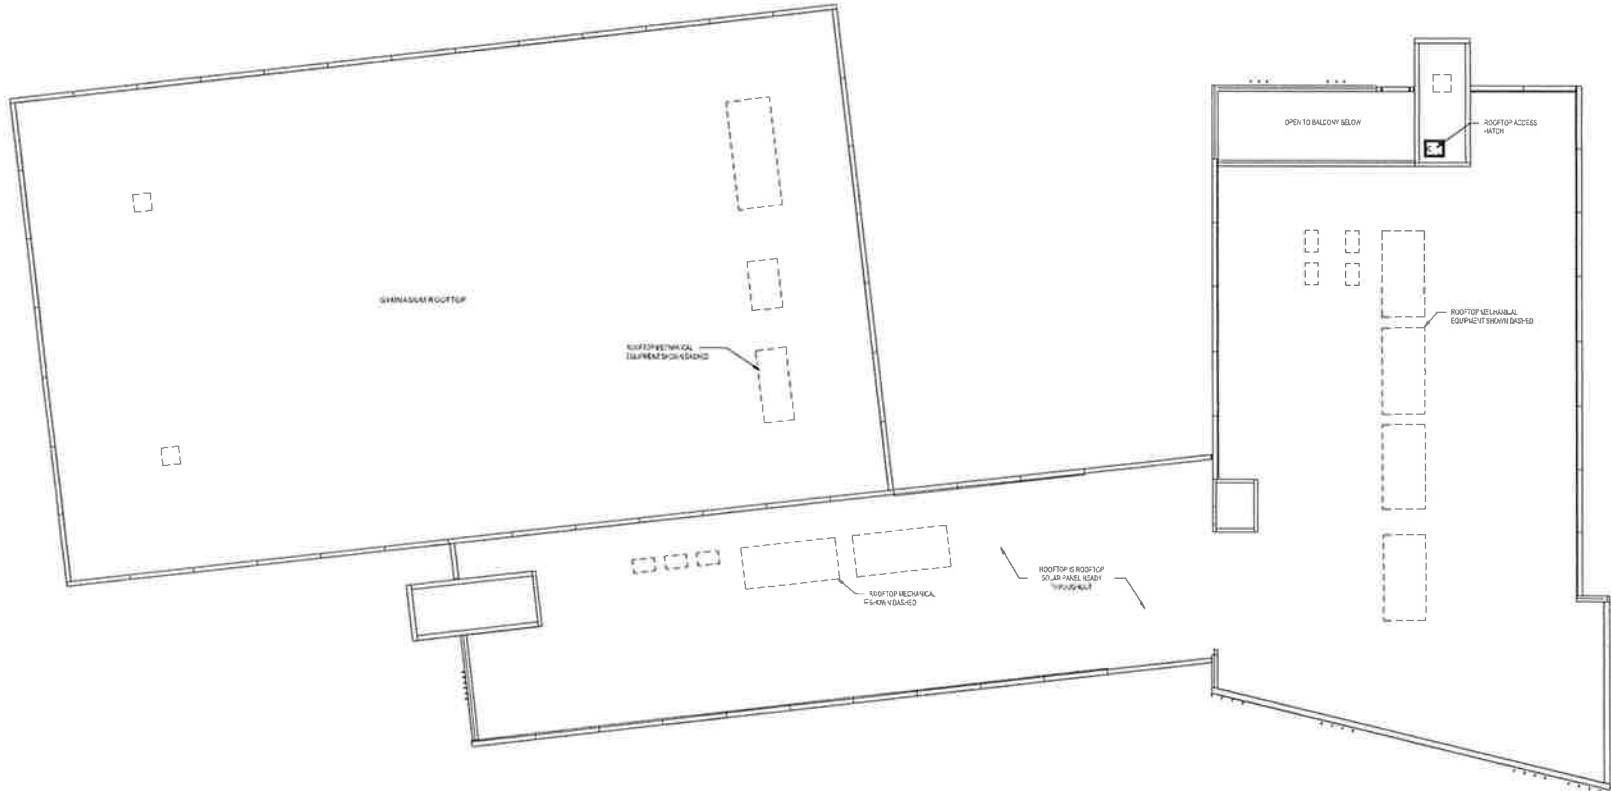 OPEN TO BALCONY BELOW
ROOFTOP ACCESS
HATCH
GYMNASIUM ROOFTOP
ROOFTOP MECHANICAL
EQUIPMENT SHOWN DASHED
ROOFTOP MECHANICAL
EQUIPMENT SHOWN DASHED
ROOFTOP IS ROOFTOP
SOLAR PANEL READY
THROUGHOUT
ROOFTOP MECHANICAL
SHOWN DASHED